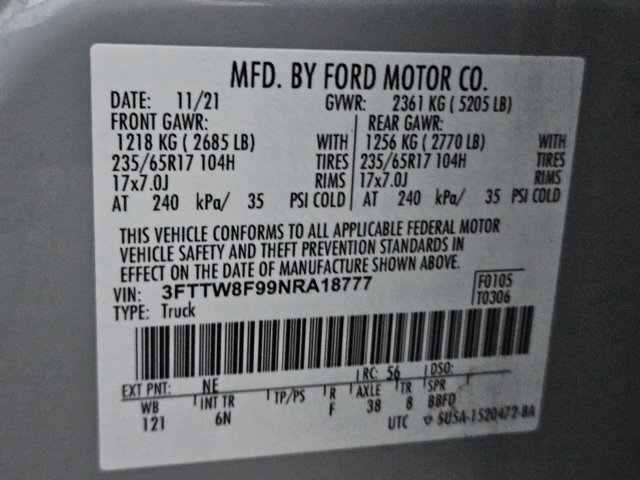 MFD. BY FORD MOTOR CO.
DATE: 11/21 GVWR: 2361 KG ( 5205 LB)
FRONT GAWR: REAR GAWR:
1218 KG ( 2685 LB) WITH 1256 KG ( 2770 LB) WITH
235/65R17 104H TIRES 235/65R17 104H TIRES
17x7.0J RIMS 17x7.0J RIMS
AT 240 kPa/ 35 PSI COLD AT 240 kPa/ 35 PSI COLD
THIS VEHICLE CONFORMS TO ALL APPLICABLE FEDERAL MOTOR
VEHICLE SAFETY AND THEFT PREVENTION STANDARDS IN
EFFECT ON THE DATE OF MANUFACTURE SHOWN ABOVE.
VIN: 3FTTW8F99NRA18777 F0105
TYPE: Truck T0306
EXT PNT: NE RC: 56 DSO:
WB INT TR TP/PS R AXLE TR SPR
121 6N F 38 8 BBFD
UTC 5U5A-1520472-BA